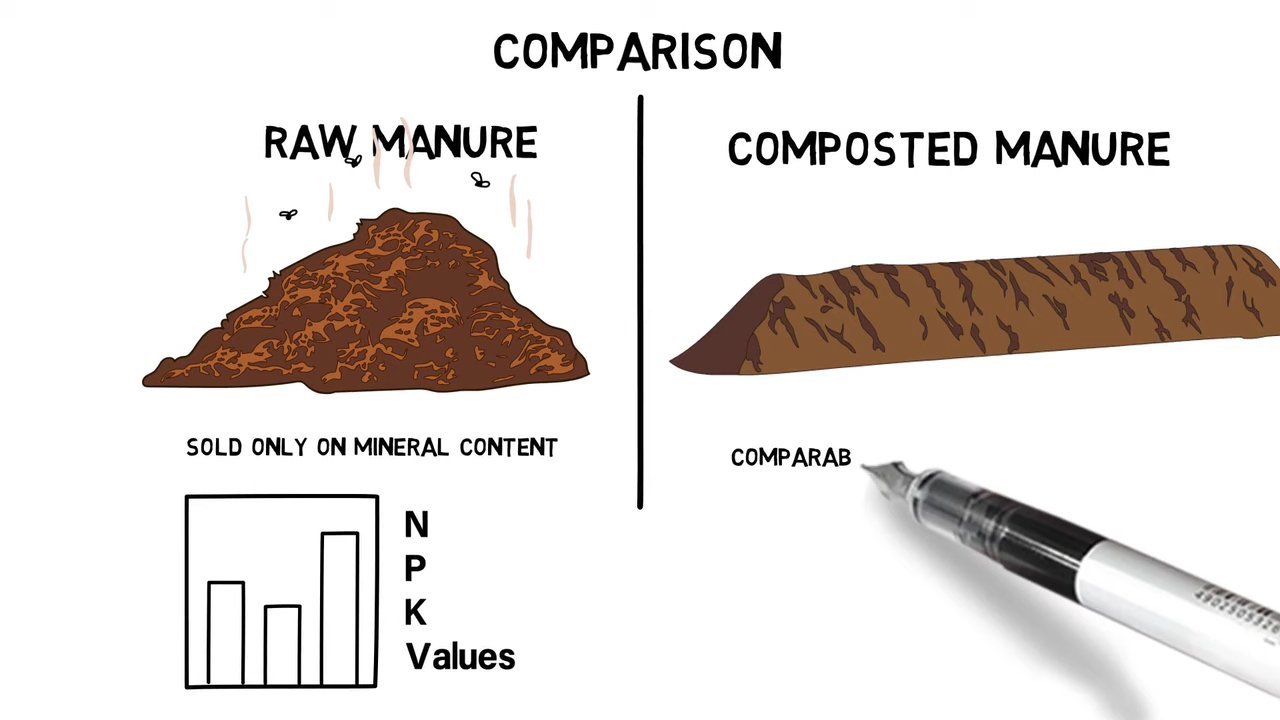 COMPARISON
RAW MANURE
SOLD ONLY ON MINERAL CONTENT
N
P
K
Values
COMPOSTED MANURE
COMPARAB